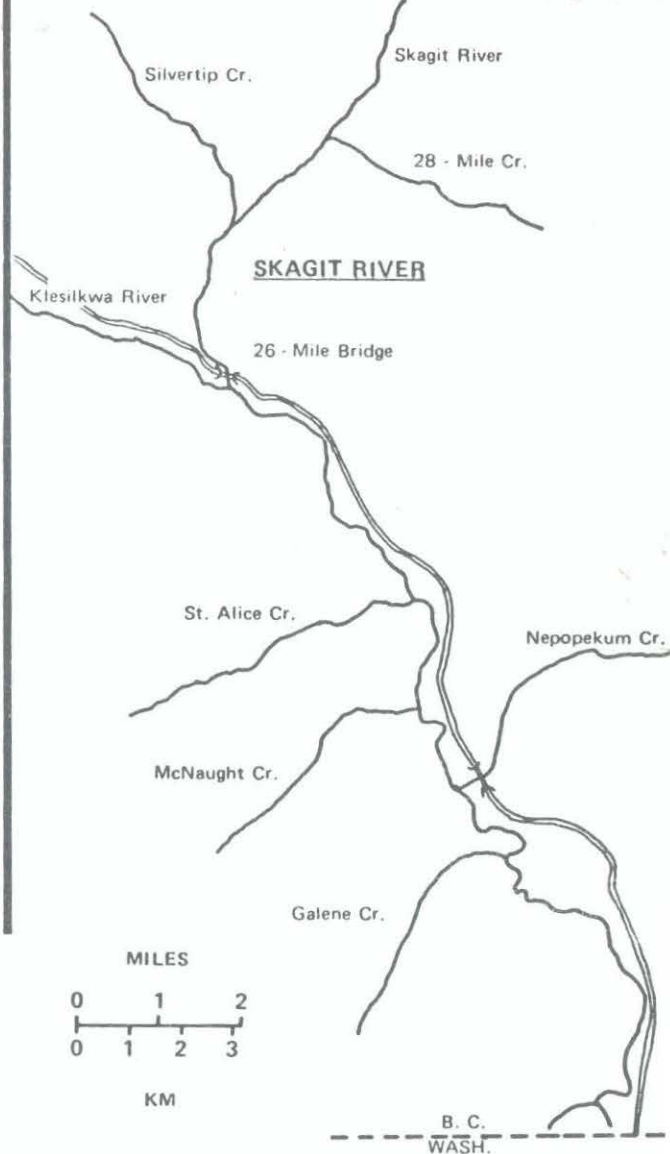 Skagit River
Silvertip Cr.
28 - Mile Cr.
SKAGIT RIVER
Klesilkwa River
26 - Mile Bridge
St. Alice Cr.
Nepopekum Cr.
McNaught Cr.
Galene Cr.
MILES
0 1 2
0 1 2 3
KM
B. C.
WASH.